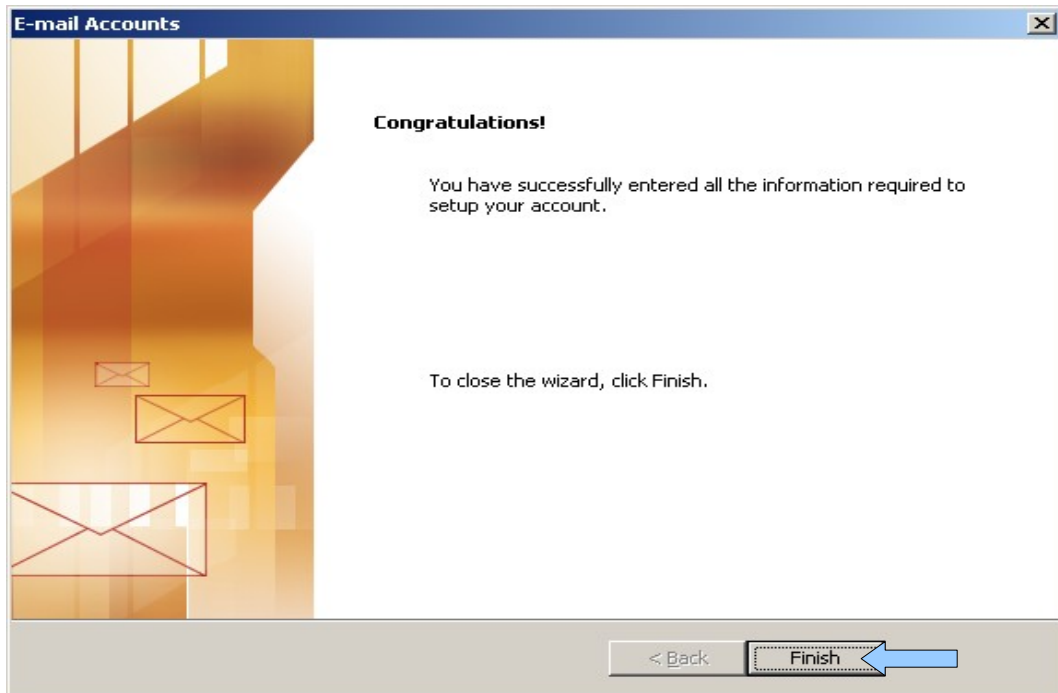 E-mail Accounts
Congratulations!
You have successfully entered all the information required to
setup your account.
To close the wizard, click Finish.
< Back
Finish